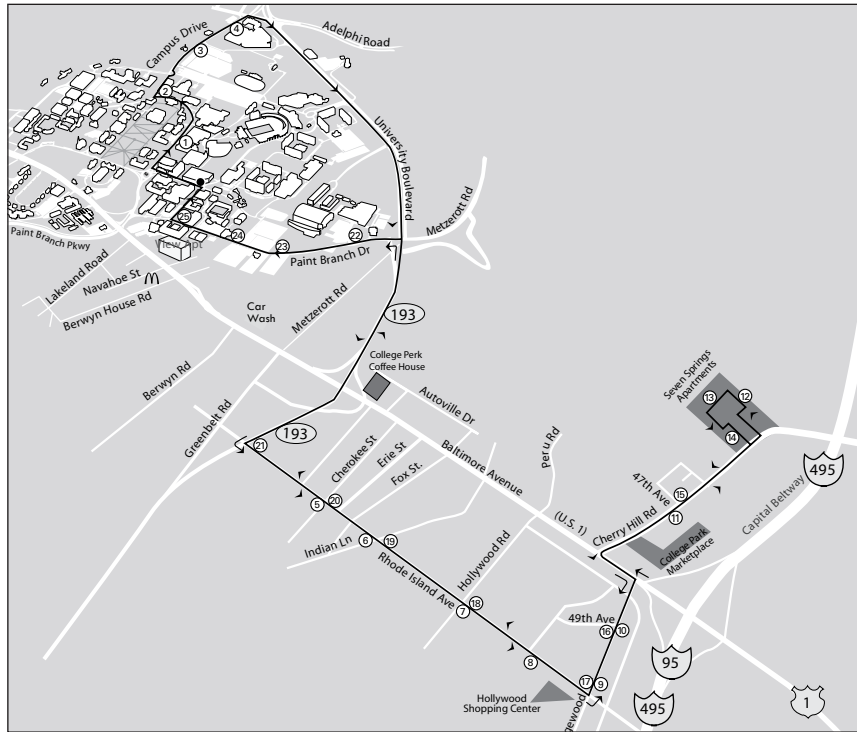 Campus Drive
Adelphi Road
University Boulevard
Metzerott Rd
4
3
2
1
25
24
23
22
Paint Branch Pkwy
View Apt
Paint Branch Dr
Lakeland Road
Navahoe St
Berwyn House Rd
Metzerott Rd
Car
Wash
193
College Perk
Coffee House
Berwyn Rd
Autoville Dr
Greenbelt Rd
193
21
Cherokee St
Erie St
Fox St.
Baltimore Avenue
(U.S. 1)
Peru Rd
Seven Springs
Apartments
13
12
14
495
47th Ave
15
11
Cherry Hill Rd
Capital Beltway
College Park
Marketplace
5
20
6
19
Indian Ln
Rhode Island Ave
Hollywood Rd
7
18
49th Ave
16
10
8
17
9
Hollywood
Shopping Center
gewood
95
495
1